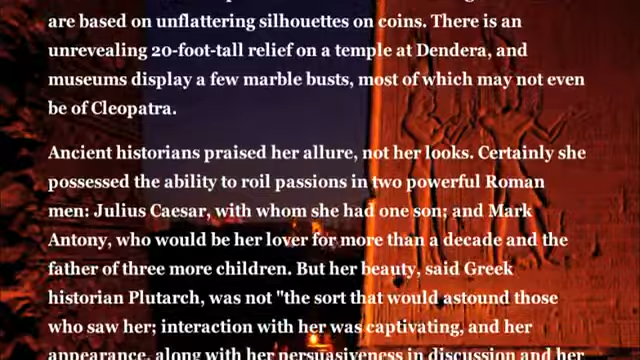 are based on unflattering silhouettes on coins. There is an
unrevealing 20-foot-tall relief on a temple at Dendera, and
museums display a few marble busts, most of which may not even
be of Cleopatra.
Ancient historians praised her allure, not her looks. Certainly she
possessed the ability to roil passions in two powerful Roman
men: Julius Caesar, with whom she had one son; and Mark
Antony, who would be her lover for more than a decade and the
father of three more children. But her beauty, said Greek
historian Plutarch, was not "the sort that would astound those
who saw her; interaction with her was captivating, and her
appearance, along with her persuasiveness in discussion and her